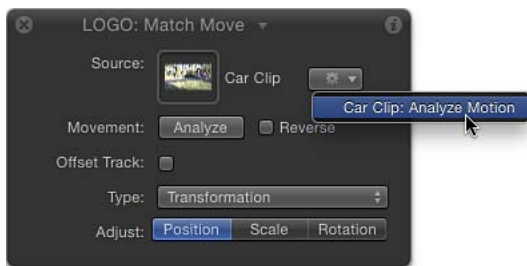 LOGO: Match Move
Source:
Car Clip
Car Clip: Analyze Motion
Movement:
Analyze
Reverse
Offset Track:
Type:
Transformation
Adjust:
Position
Scale
Rotation